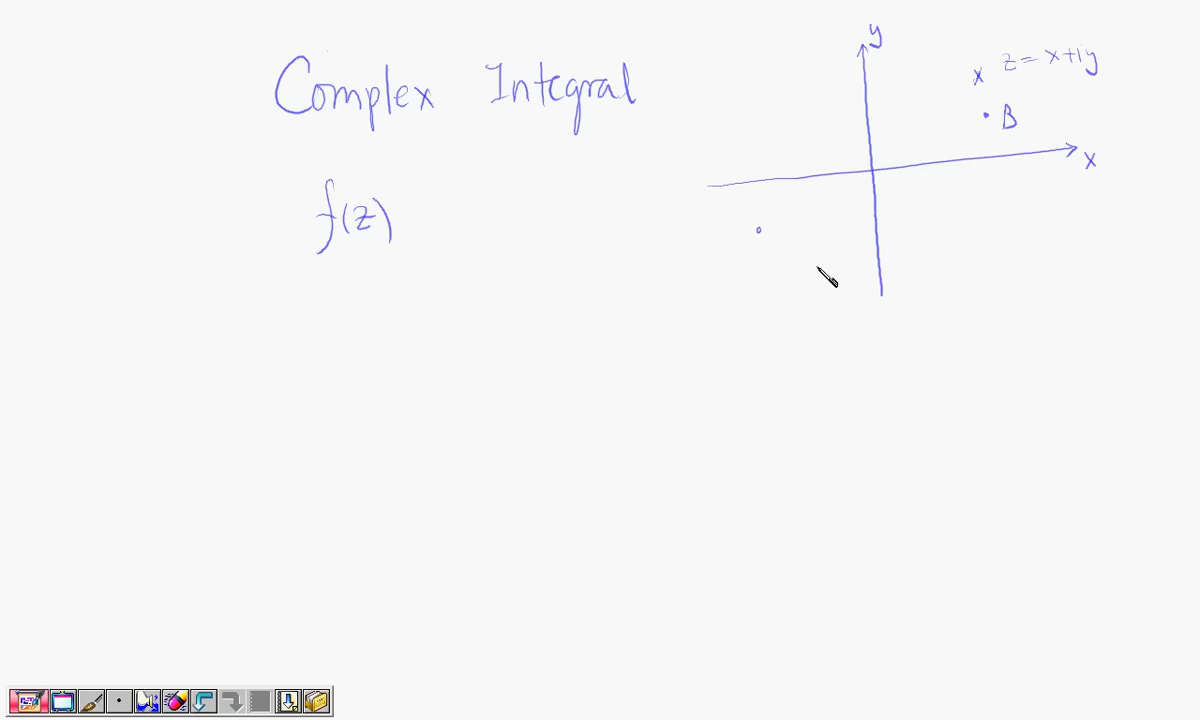 Complex Integral
f(z)
y
x z = x+iy
· B
x